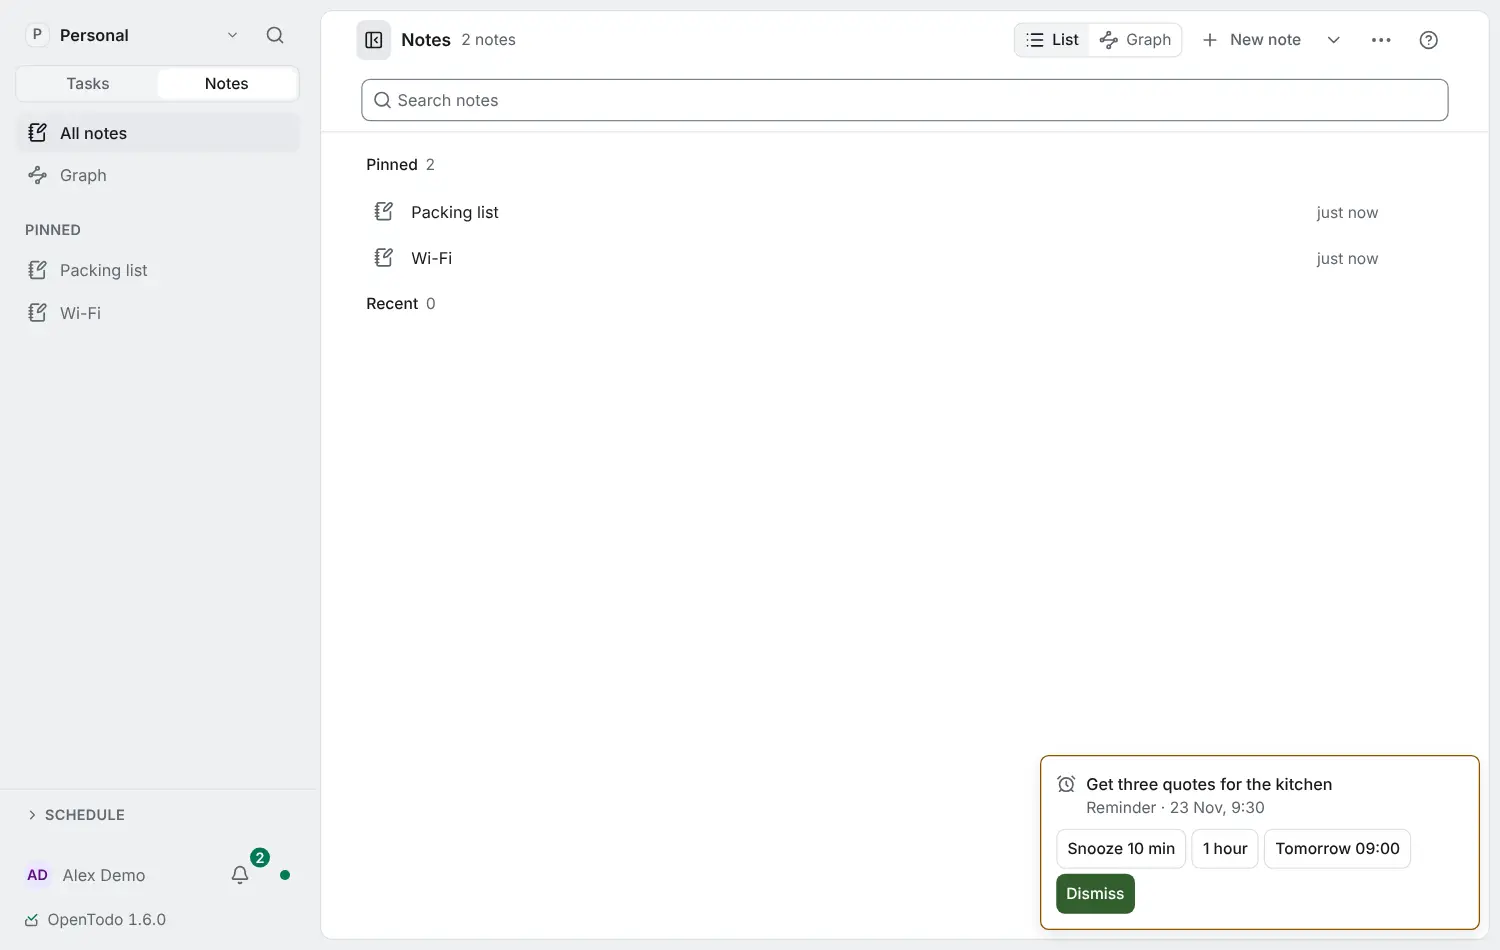 P Personal
Tasks Notes
All notes
Graph
PINNED
Packing list
Wi-Fi
SCHEDULE
AD Alex Demo 2
OpenTodo 1.6.0
Notes 2 notes List Graph New note
Search notes
Pinned 2
Packing list just now
Wi-Fi just now
Recent 0
Get three quotes for the kitchen
Reminder · 23 Nov, 9:30
Snooze 10 min 1 hour Tomorrow 09:00
Dismiss